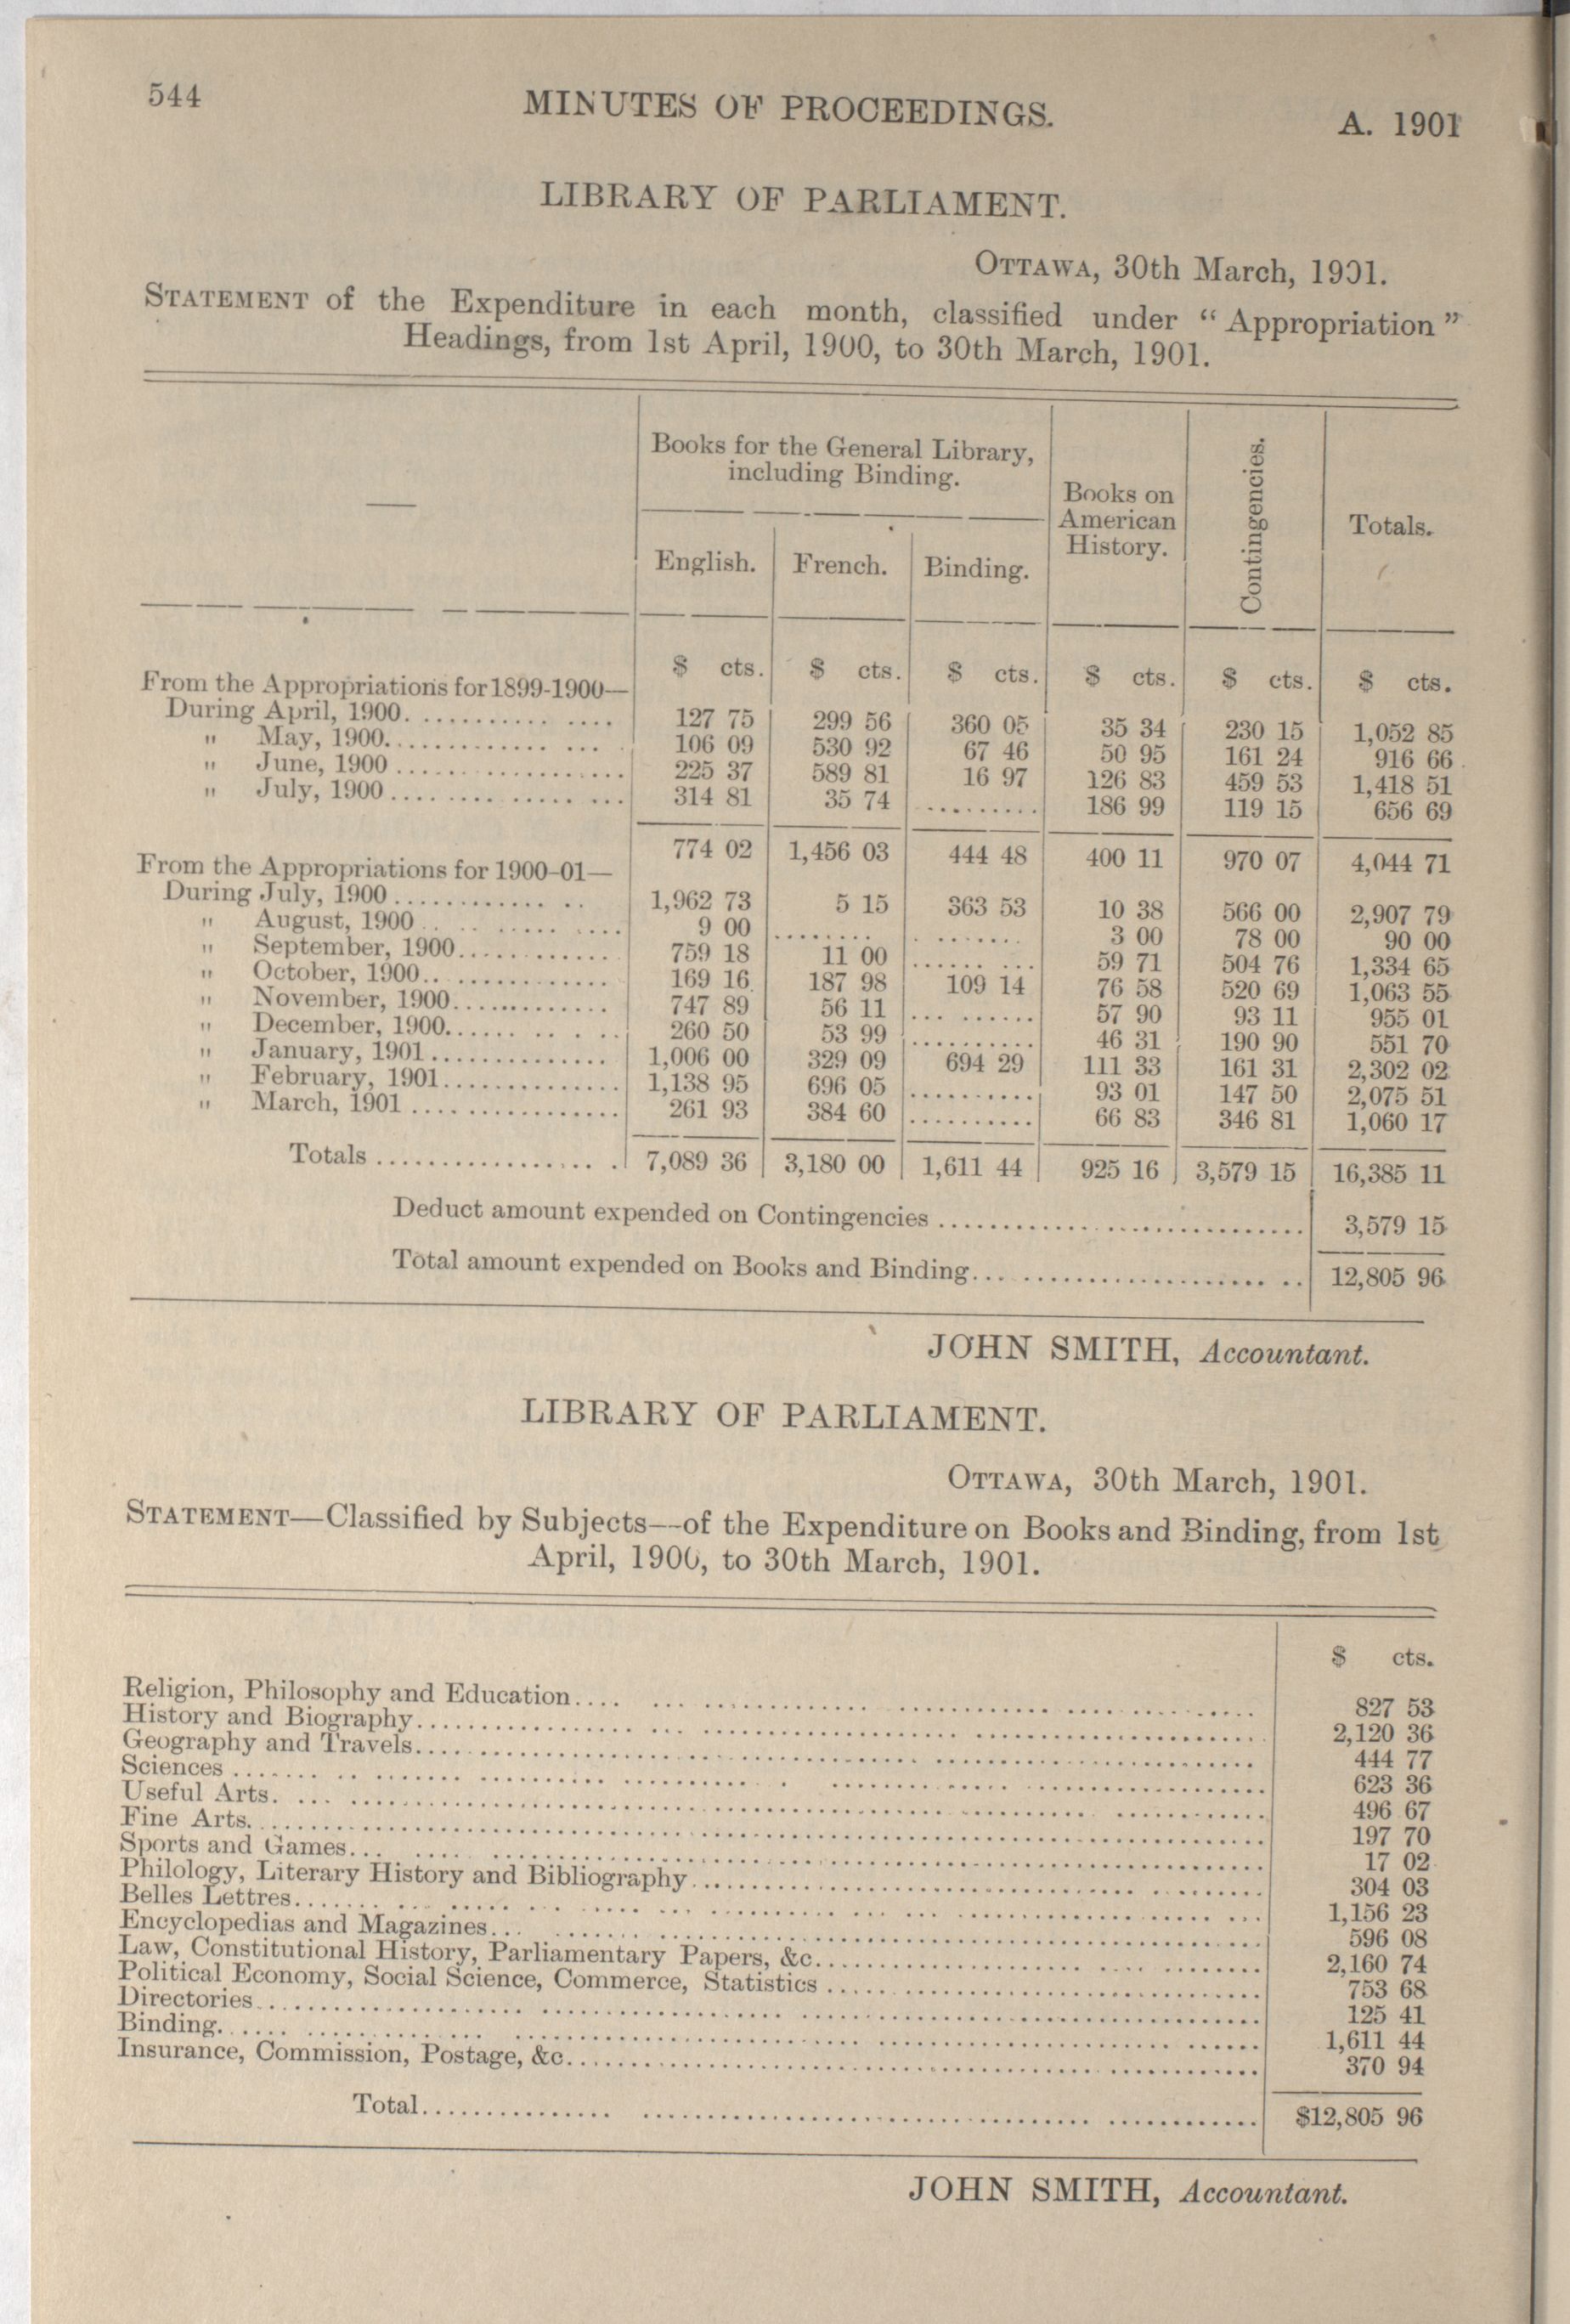 544
MINUTES OF PROCEEDINGS.
A. 1901
LIBRARY OF PARLIAMENT.
OTTAWA, 30th March, 1901.
STATEMENT of the Expenditure in each month, classified under “Appropriation”
Headings, from 1st April, 1900, to 30th March, 1901.
Books for the General Library,
including Binding.
Books on
American
History.
Contingencies.
Totals.
English. French. Binding.
$ cts. $ cts. $ cts. $ cts. $ cts. $ cts.
From the Appropriations for 1899-1900—
During April, 1900. 127 75 299 56 360 05 35 34 230 15 1,052 85
" May, 1900. 106 09 530 92 67 46 50 95 161 24 916 66
" June, 1900 225 37 589 81 16 97 126 83 459 53 1,418 51
" July, 1900 314 81 35 74 ......... 186 99 119 15 656 69
774 02 1,456 03 444 48 400 11 970 07 4,044 71
From the Appropriations for 1900-01—
During July, 1900 1,962 73 5 15 363 53 10 38 566 00 2,907 79
" August, 1900 9 00 ........ ........ 3 00 78 00 90 00
" September, 1900 759 18 11 00 ......... 59 71 504 76 1,334 65
" October, 1900 169 16 187 98 109 14 76 58 520 69 1,063 55
" November, 1900 747 89 56 11 ......... 57 90 93 11 955 01
" December, 1900 260 50 53 99 .......... 46 31 190 90 551 70
" January, 1901 1,006 00 329 09 694 29 111 33 161 31 2,302 02
" February, 1901 1,138 95 696 05 .......... 93 01 147 50 2,075 51
" March, 1901 261 93 384 60 .......... 66 83 346 81 1,060 17
Totals 7,089 36 3,180 00 1,611 44 925 16 3,579 15 16,385 11
Deduct amount expended on Contingencies 3,579 15
Total amount expended on Books and Binding 12,805 96
JOHN SMITH, Accountant.
LIBRARY OF PARLIAMENT.
OTTAWA, 30th March, 1901.
STATEMENT—Classified by Subjects—of the Expenditure on Books and Binding, from 1st
April, 1900, to 30th March, 1901.
$ cts.
Religion, Philosophy and Education 827 53
History and Biography 2,120 36
Geography and Travels 444 77
Sciences 623 36
Useful Arts 496 67
Fine Arts 197 70
Sports and Games 17 02
Philology, Literary History and Bibliography 304 03
Belles Lettres 1,156 23
Encyclopedias and Magazines 596 08
Law, Constitutional History, Parliamentary Papers, &c. 2,160 74
Political Economy, Social Science, Commerce, Statistics 753 68
Directories 125 41
Binding 1,611 44
Insurance, Commission, Postage, &c. 370 94
Total $12,805 96
JOHN SMITH, Accountant.